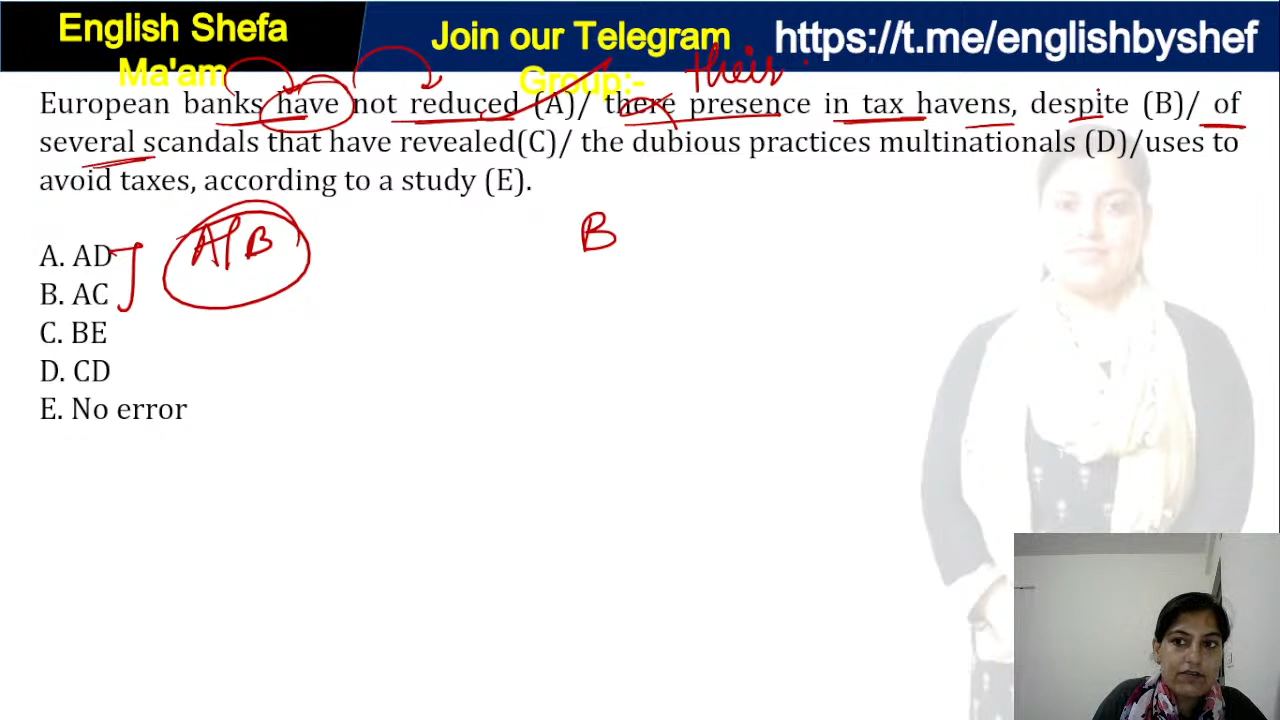 English Shefa
Ma'am
Join our Telegram
Group:-
https://t.me/englishbyshef
their
European banks have not reduced (A)/ there presence in tax havens, despite (B)/ of
several scandals that have revealed(C)/ the dubious practices multinationals (D)/uses to
avoid taxes, according to a study (E).
A/B
B
A. AD
B. AC
C. BE
D. CD
E. No error